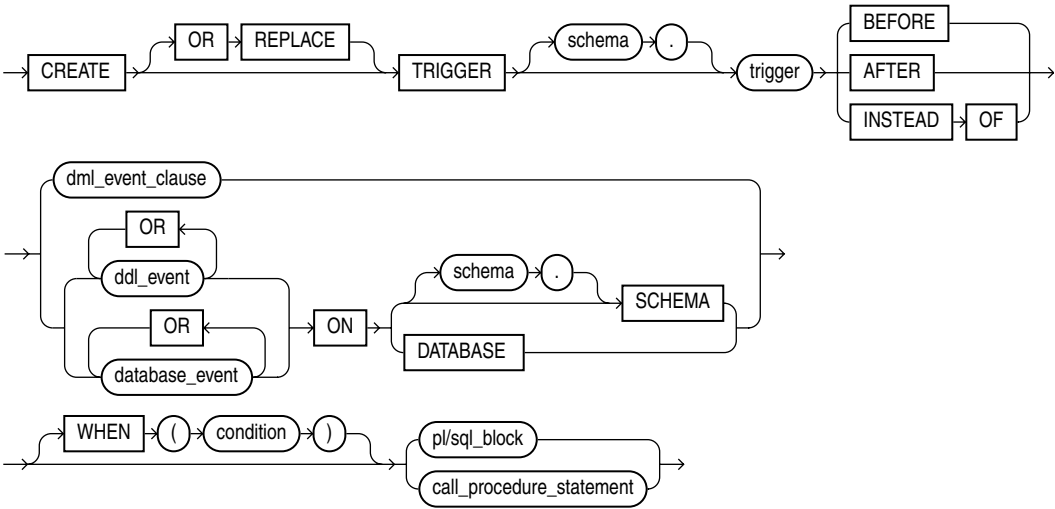 OR REPLACE schema . BEFORE
CREATE TRIGGER trigger AFTER
INSTEAD OF
dml_event_clause
OR
ddl_event schema .
OR ON SCHEMA
database_event DATABASE
WHEN ( condition ) pl/sql_block
call_procedure_statement